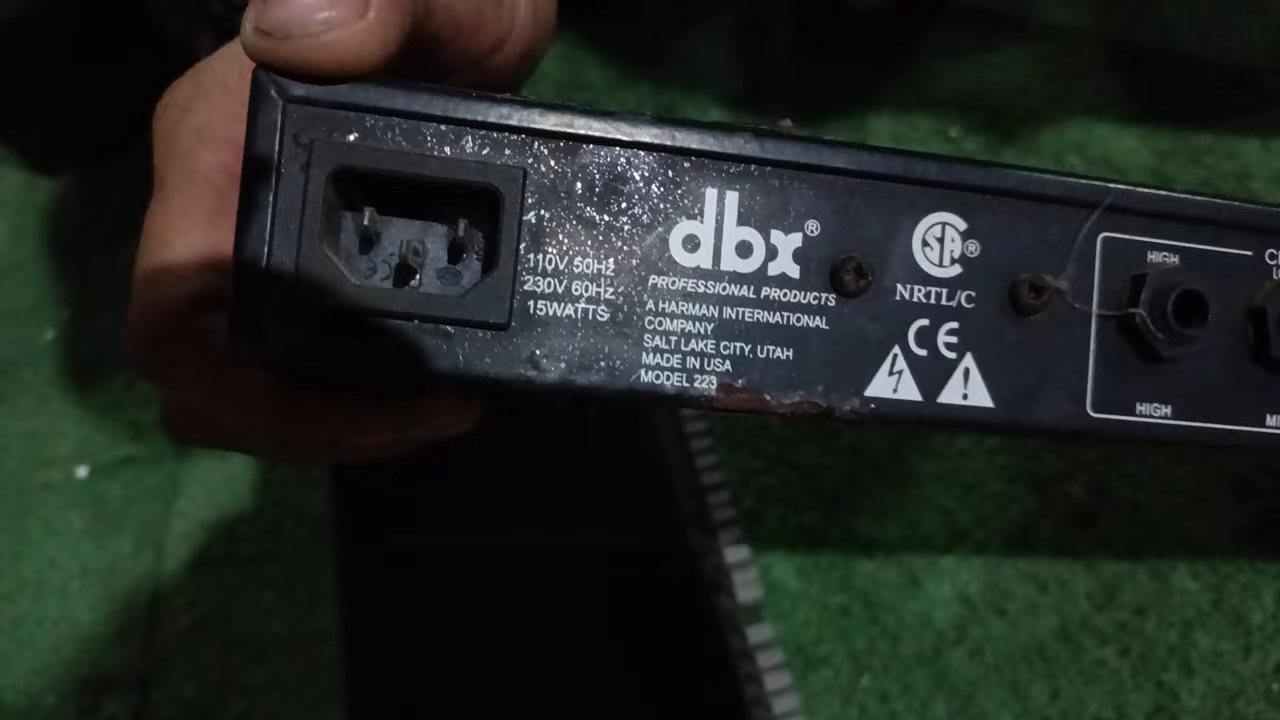 110V 50Hz
230V 60Hz
15WATTS
dbx®
PROFESSIONAL PRODUCTS
A HARMAN INTERNATIONAL
COMPANY
SALT LAKE CITY, UTAH
MADE IN USA
MODEL 223
SA®
NRTL/C
CE
HIGH
HIGH